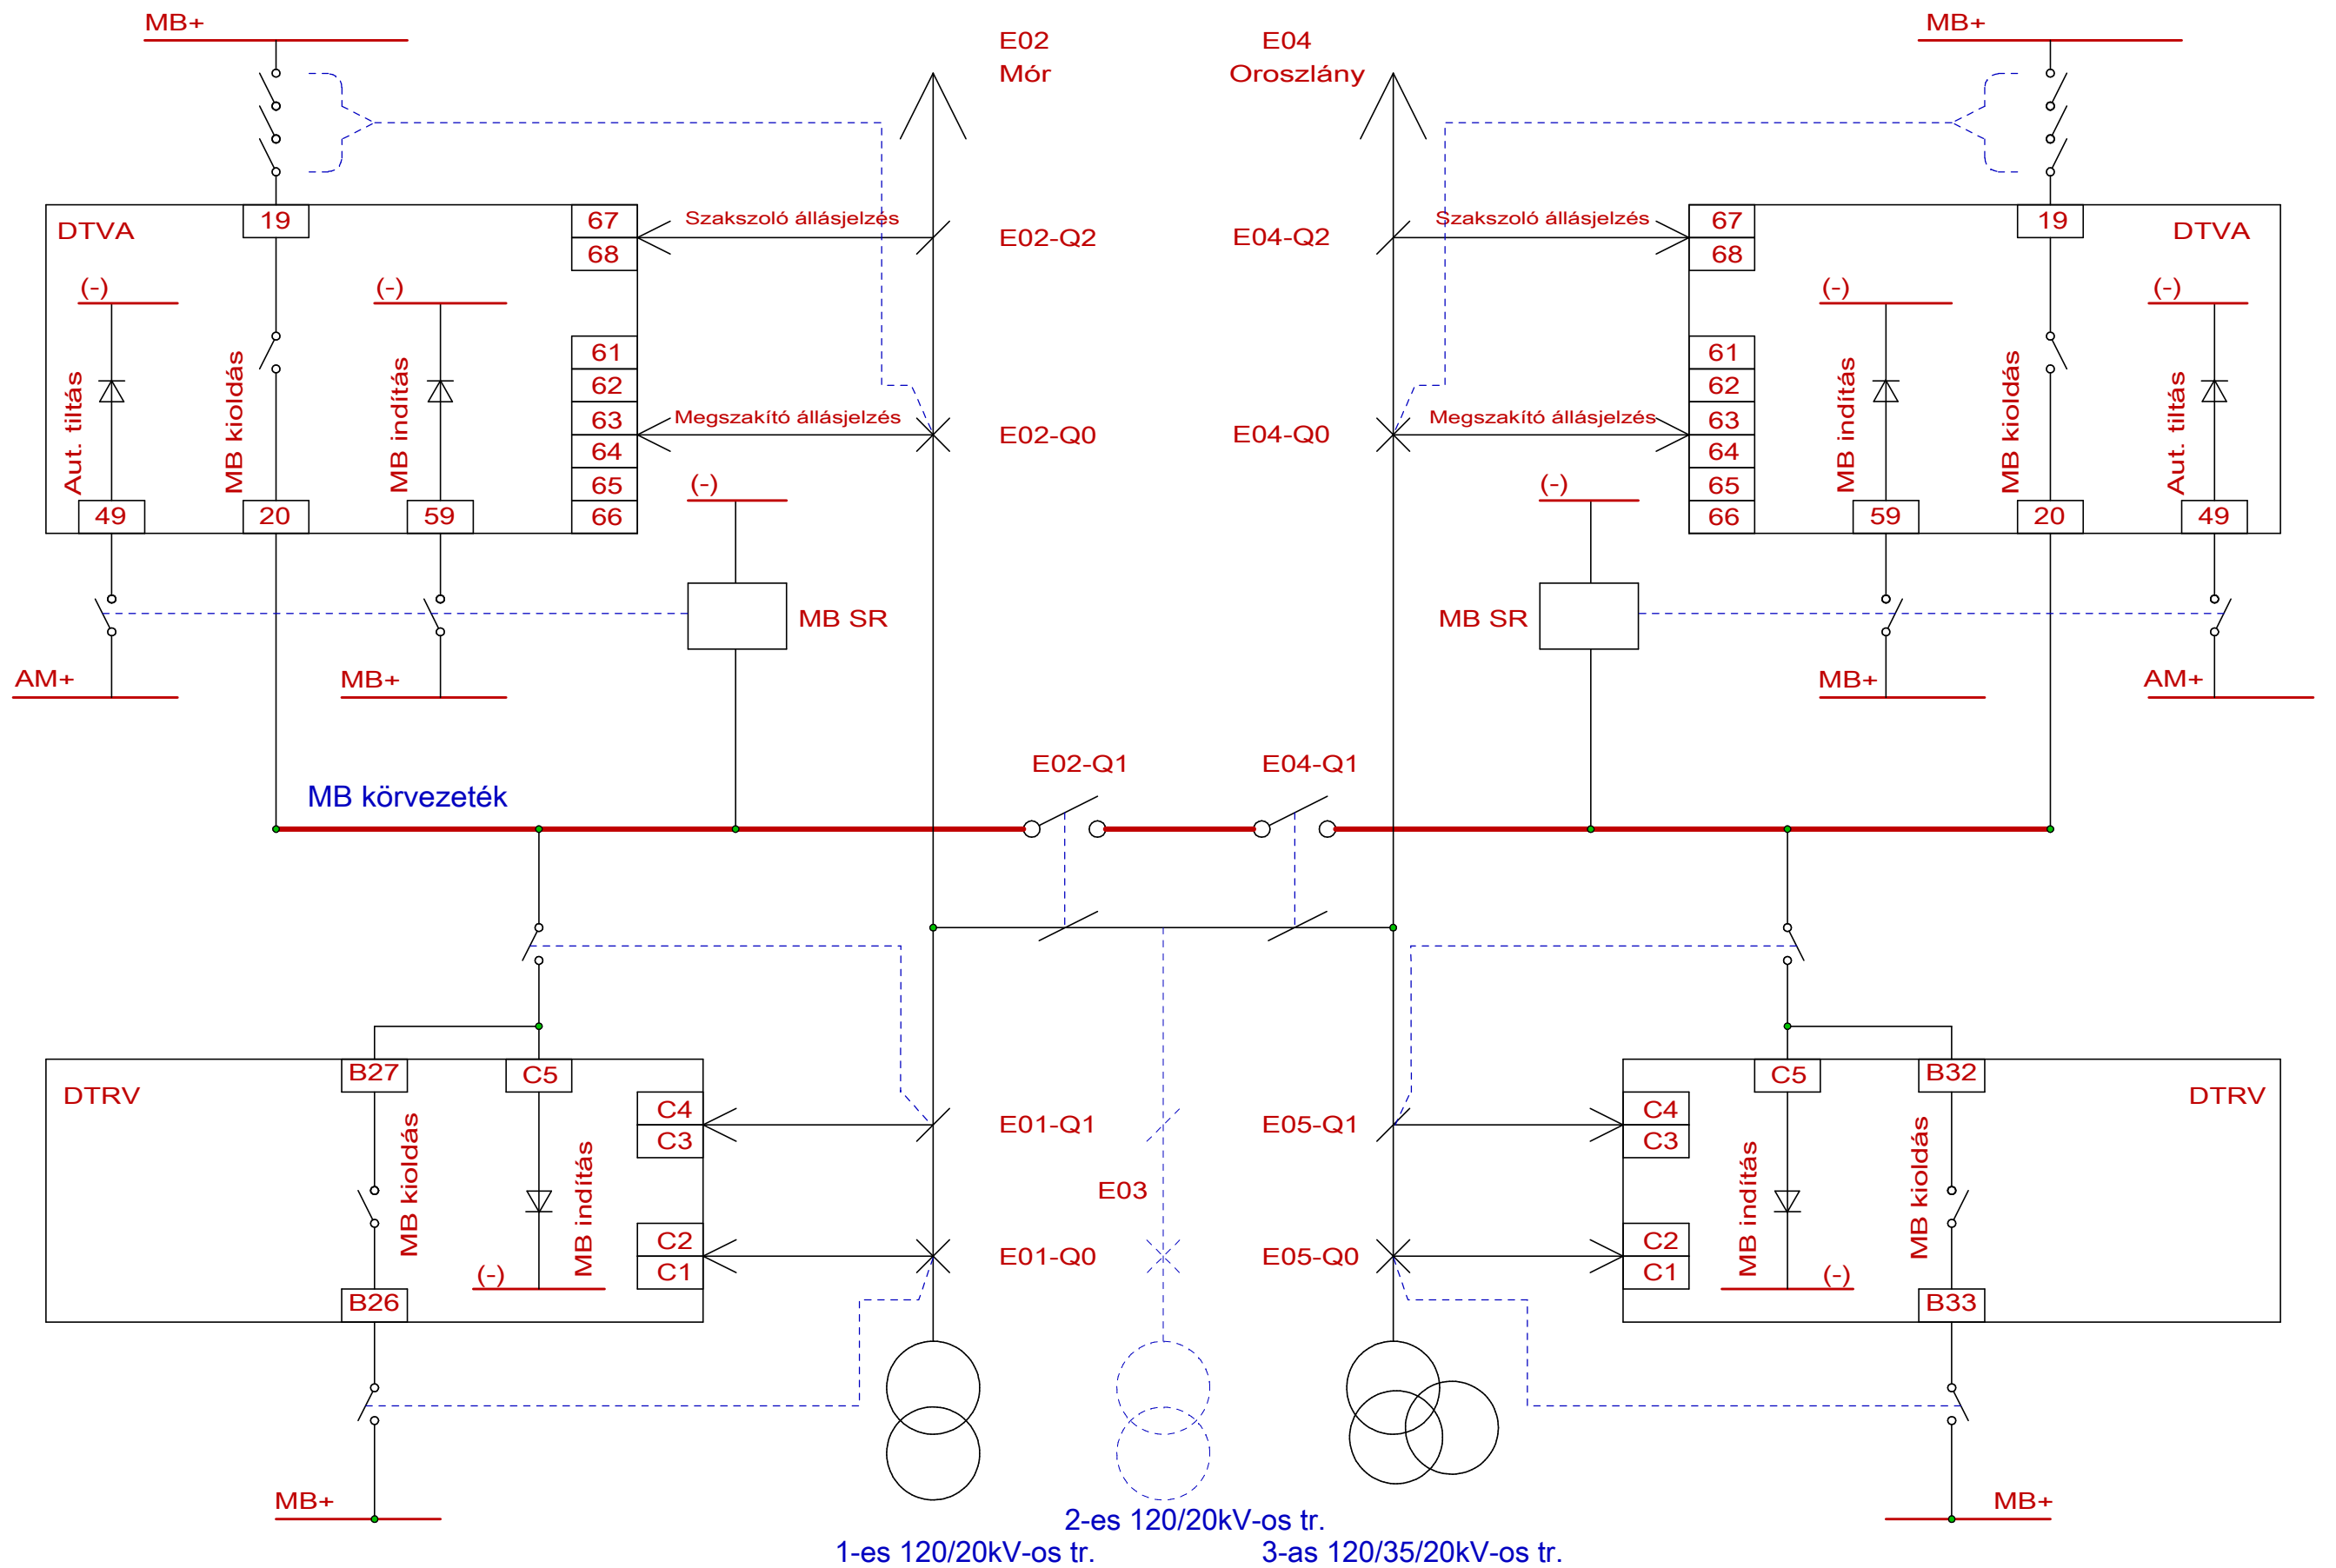 MB+
E02
E04
MB+
Mór
Oroszlány
DTVA
19
67
68
Szakszoló állásjelzés
E02-Q2
E04-Q2
Szakszoló állásjelzés
67
68
19
DTVA
(-)
(-)
(-)
(-)
Aut. tiltás
MB kioldás
MB indítás
61
62
63
64
65
66
Megszakító állásjelzés
E02-Q0
E04-Q0
Megszakító állásjelzés
61
62
63
64
65
66
MB indítás
MB kioldás
Aut. tiltás
49
20
59
(-)
(-)
59
20
49
MB SR
MB SR
AM+
MB+
MB+
AM+
E02-Q1
E04-Q1
MB körvezeték
DTRV
B27
C5
C4
C3
E01-Q1
E05-Q1
C4
C3
C5
B32
DTRV
MB kioldás
MB indítás
E03
MB indítás
MB kioldás
C2
C1
E01-Q0
E05-Q0
C2
C1
(-)
(-)
B26
B33
MB+
MB+
2-es 120/20kV-os tr.
1-es 120/20kV-os tr.
3-as 120/35/20kV-os tr.